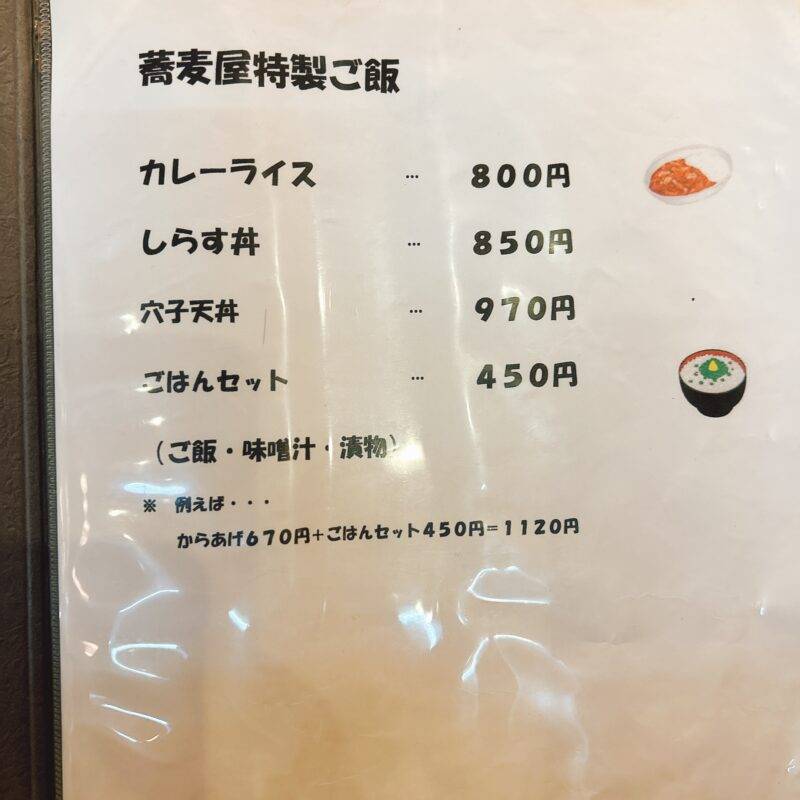 蕎麦屋特製ご飯
カレーライス … 800円
しらす丼 … 850円
穴子天丼 … 970円
ごはんセット … 450円
（ご飯・味噌汁・漬物）
※ 例えば・・・
からあげ670円＋ごはんセット450円＝1120円